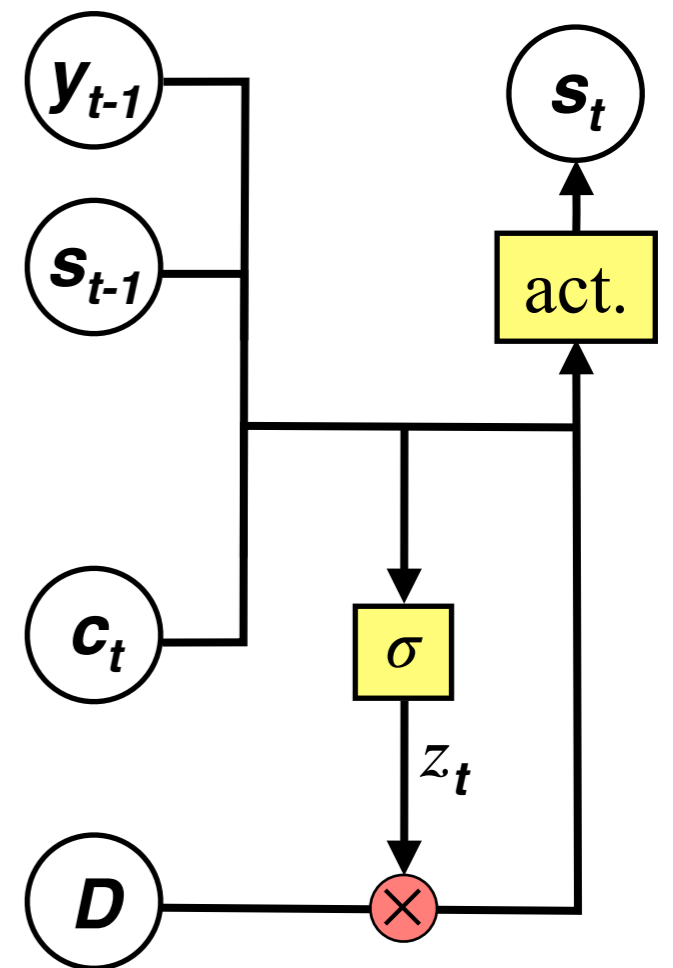 y_{t-1}
s_t
s_{t-1}
act.
c_t
σ
z_t
D
×